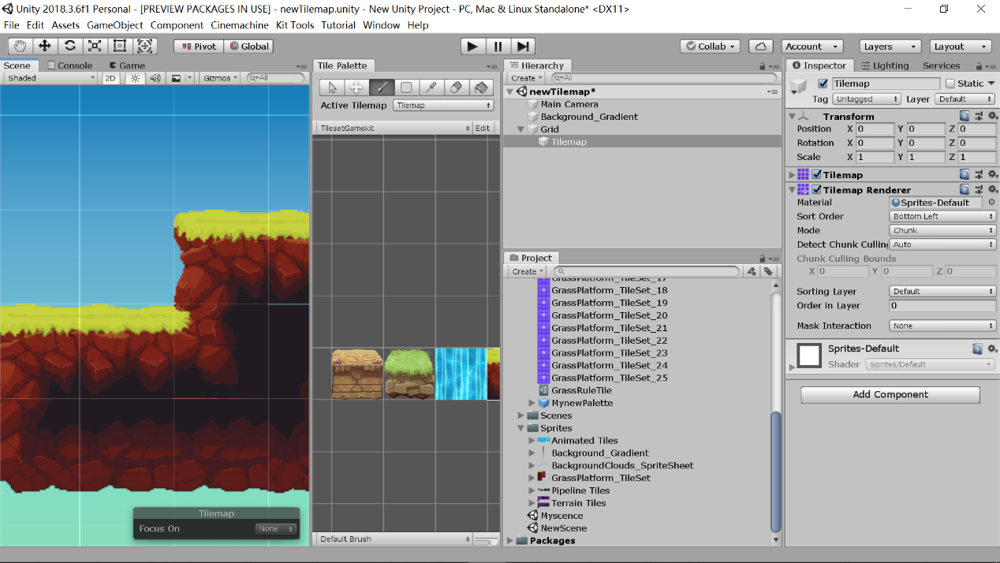 Unity 2018.3.6f1 Personal - [PREVIEW PACKAGES IN USE] - newTilemap.unity - New Unity Project - PC, Mac & Linux Standalone* <DX11>
File Edit Assets GameObject Component Cinemachine Kit Tools Tutorial Window Help
Pivot Global Collab Account Layers Layout
Scene Console Game
Shaded 2D Gizmos All
Tilemap
Focus On None
Tile Palette
Active Tilemap Tilemap
TilesetGamekit Edit
Default Brush
Hierarchy
Create All
newTilemap*
Main Camera
Background_Gradient
Grid
Tilemap
Project
Create
GrassPlatform_TileSet_17
GrassPlatform_TileSet_18
GrassPlatform_TileSet_19
GrassPlatform_TileSet_20
GrassPlatform_TileSet_21
GrassPlatform_TileSet_22
GrassPlatform_TileSet_23
GrassPlatform_TileSet_24
GrassPlatform_TileSet_25
GrassRuleTile
MynewPalette
Scenes
Sprites
Animated Tiles
Background_Gradient
BackgroundClouds_SpriteSheet
GrassPlatform_TileSet
Pipeline Tiles
Terrain Tiles
Myscence
NewScene
Packages
Inspector Lighting Services
Tilemap Static
Tag Untagged Layer Default
Transform
Position X 0 Y 0 Z 0
Rotation X 0 Y 0 Z 0
Scale X 1 Y 1 Z 1
Tilemap
Tilemap Renderer
Material Sprites-Default
Sort Order Bottom Left
Mode Chunk
Detect Chunk Culling Auto
Chunk Culling Bounds
X 0 Y 0 Z 0
Sorting Layer Default
Order in Layer 0
Mask Interaction None
Sprites-Default
Shader Sprites/Default
Add Component